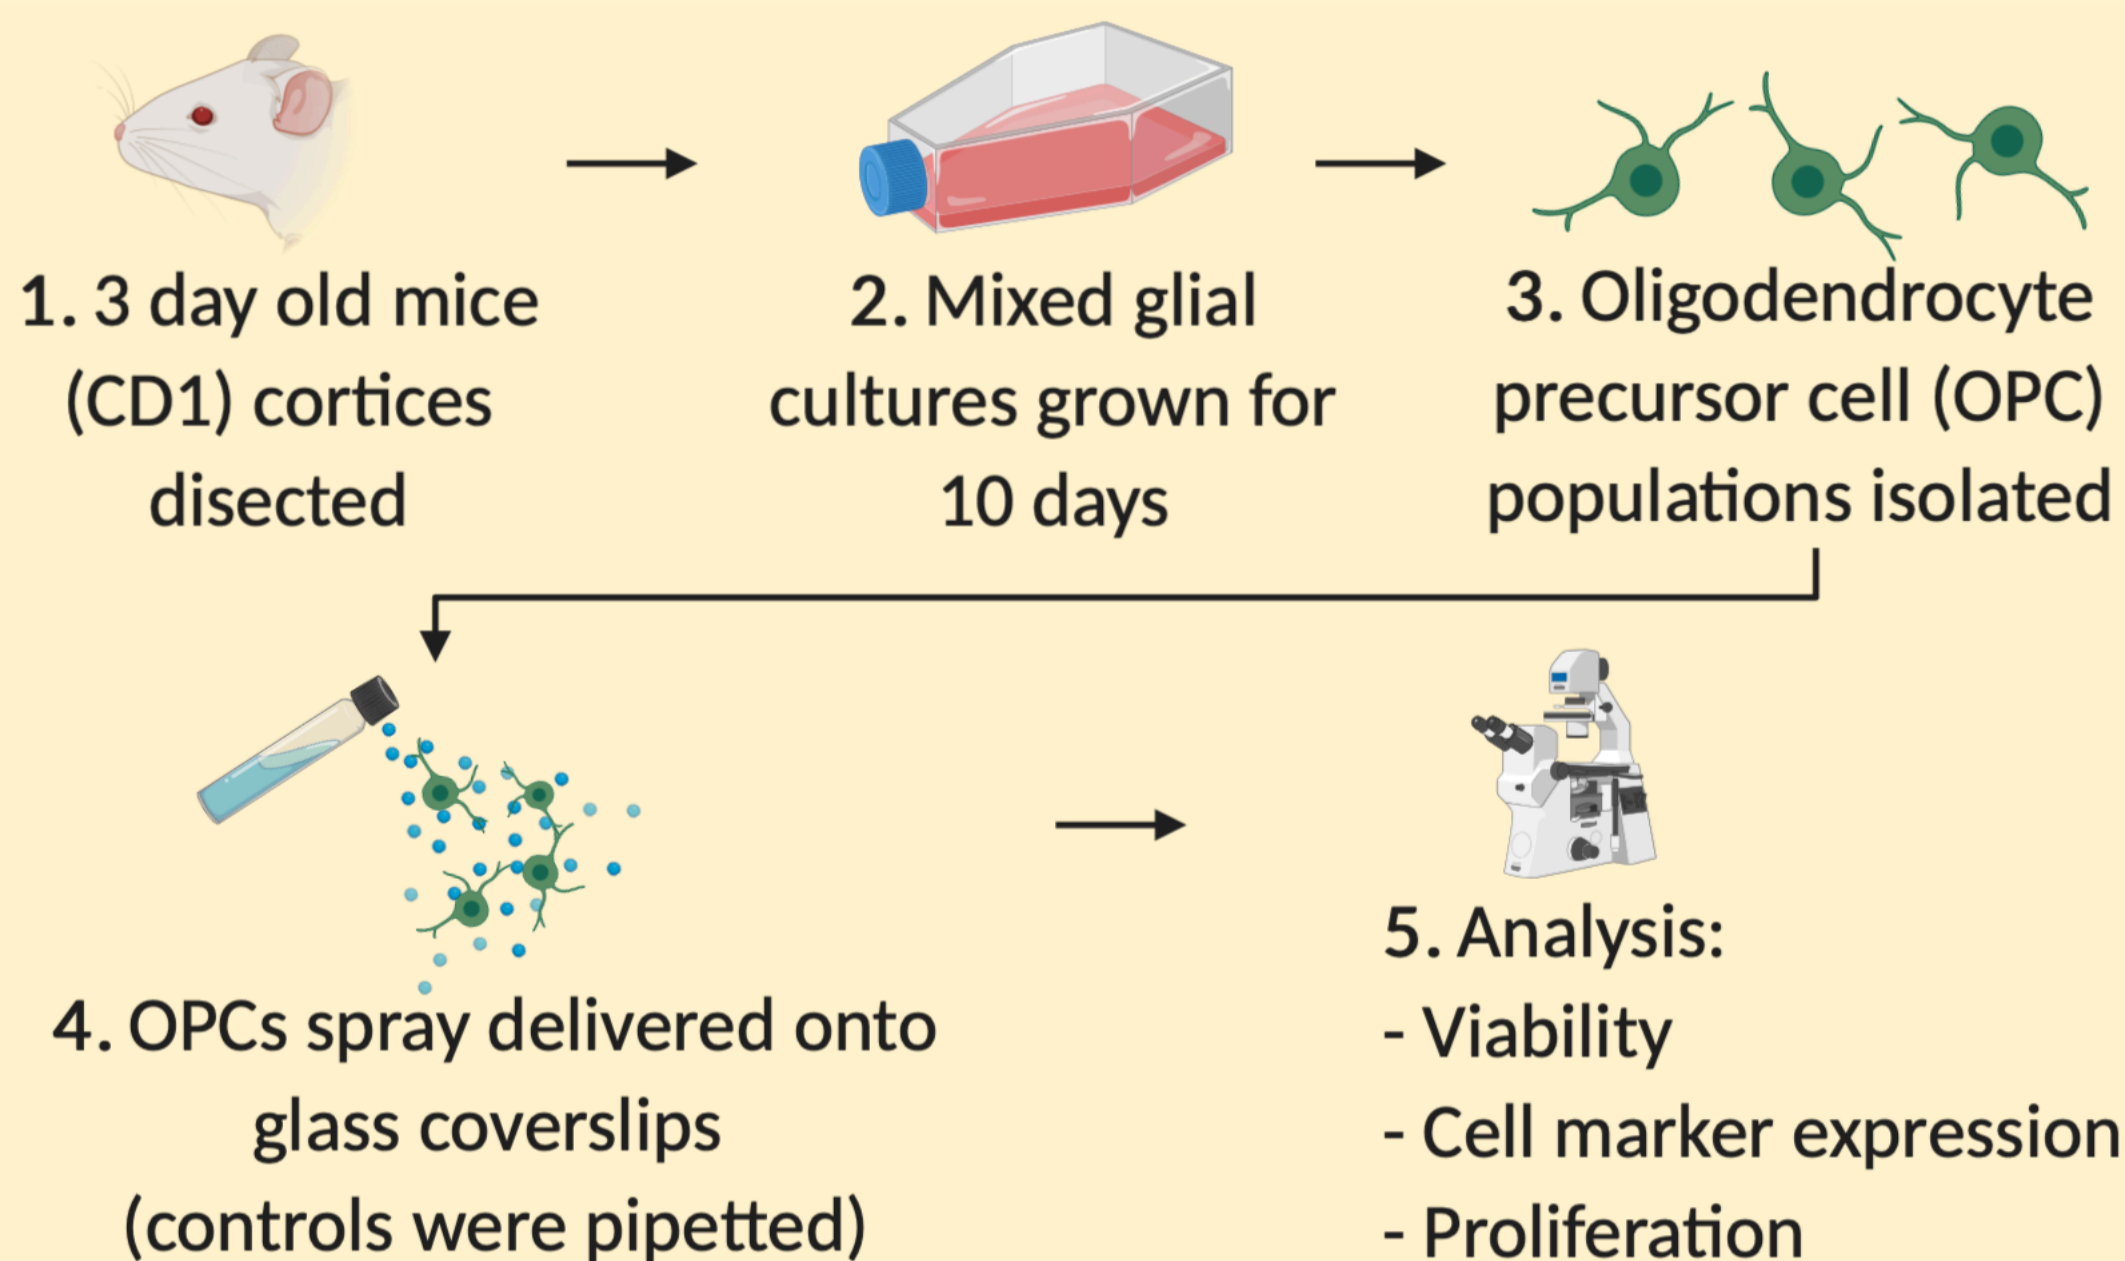 1. 3 day old mice
(CD1) cortices
disected
2. Mixed glial
cultures grown for
10 days
3. Oligodendrocyte
precursor cell (OPC)
populations isolated
4. OPCs spray delivered onto
glass coverslips
(controls were pipetted)
5. Analysis:
- Viability
- Cell marker expression
- Proliferation